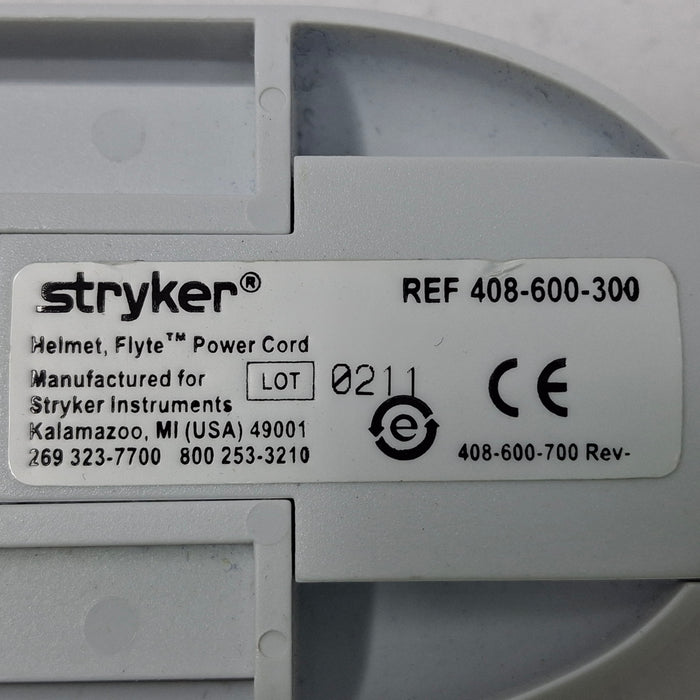 stryker®
REF 408-600-300
Helmet, Flyte™ Power Cord
Manufactured for
LOT 0211
Stryker Instruments
Kalamazoo, MI (USA) 49001
269 323-7700 800 253-3210
CE
e
408-600-700 Rev-